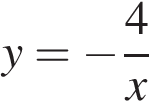 y = −4/x